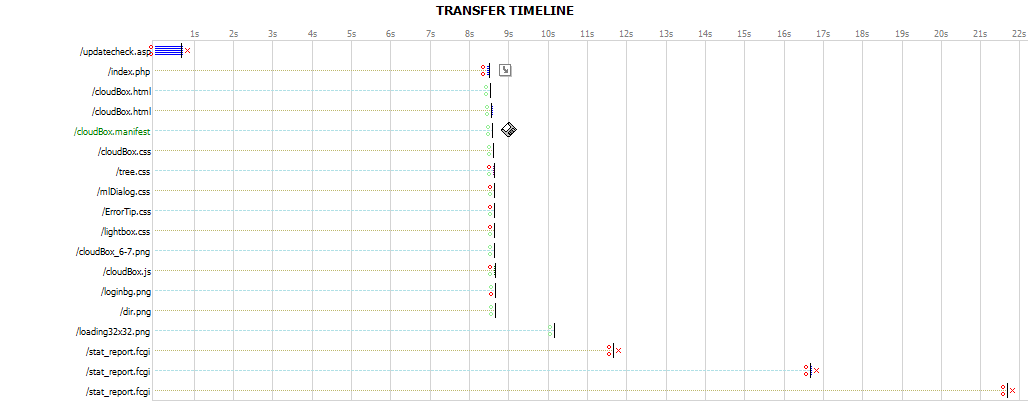 TRANSFER TIMELINE
1s 2s 3s 4s 5s 6s 7s 8s 9s 10s 11s 12s 13s 14s 15s 16s 17s 18s 19s 20s 21s 22s
/updatecheck.asp
/index.php
/cloudBox.html
/cloudBox.html
/cloudBox.manifest
/cloudBox.css
/tree.css
/mlDialog.css
/ErrorTip.css
/lightbox.css
/cloudBox_6-7.png
/cloudBox.js
/loginbg.png
/dir.png
/loading32x32.png
/stat_report.fcgi
/stat_report.fcgi
/stat_report.fcgi